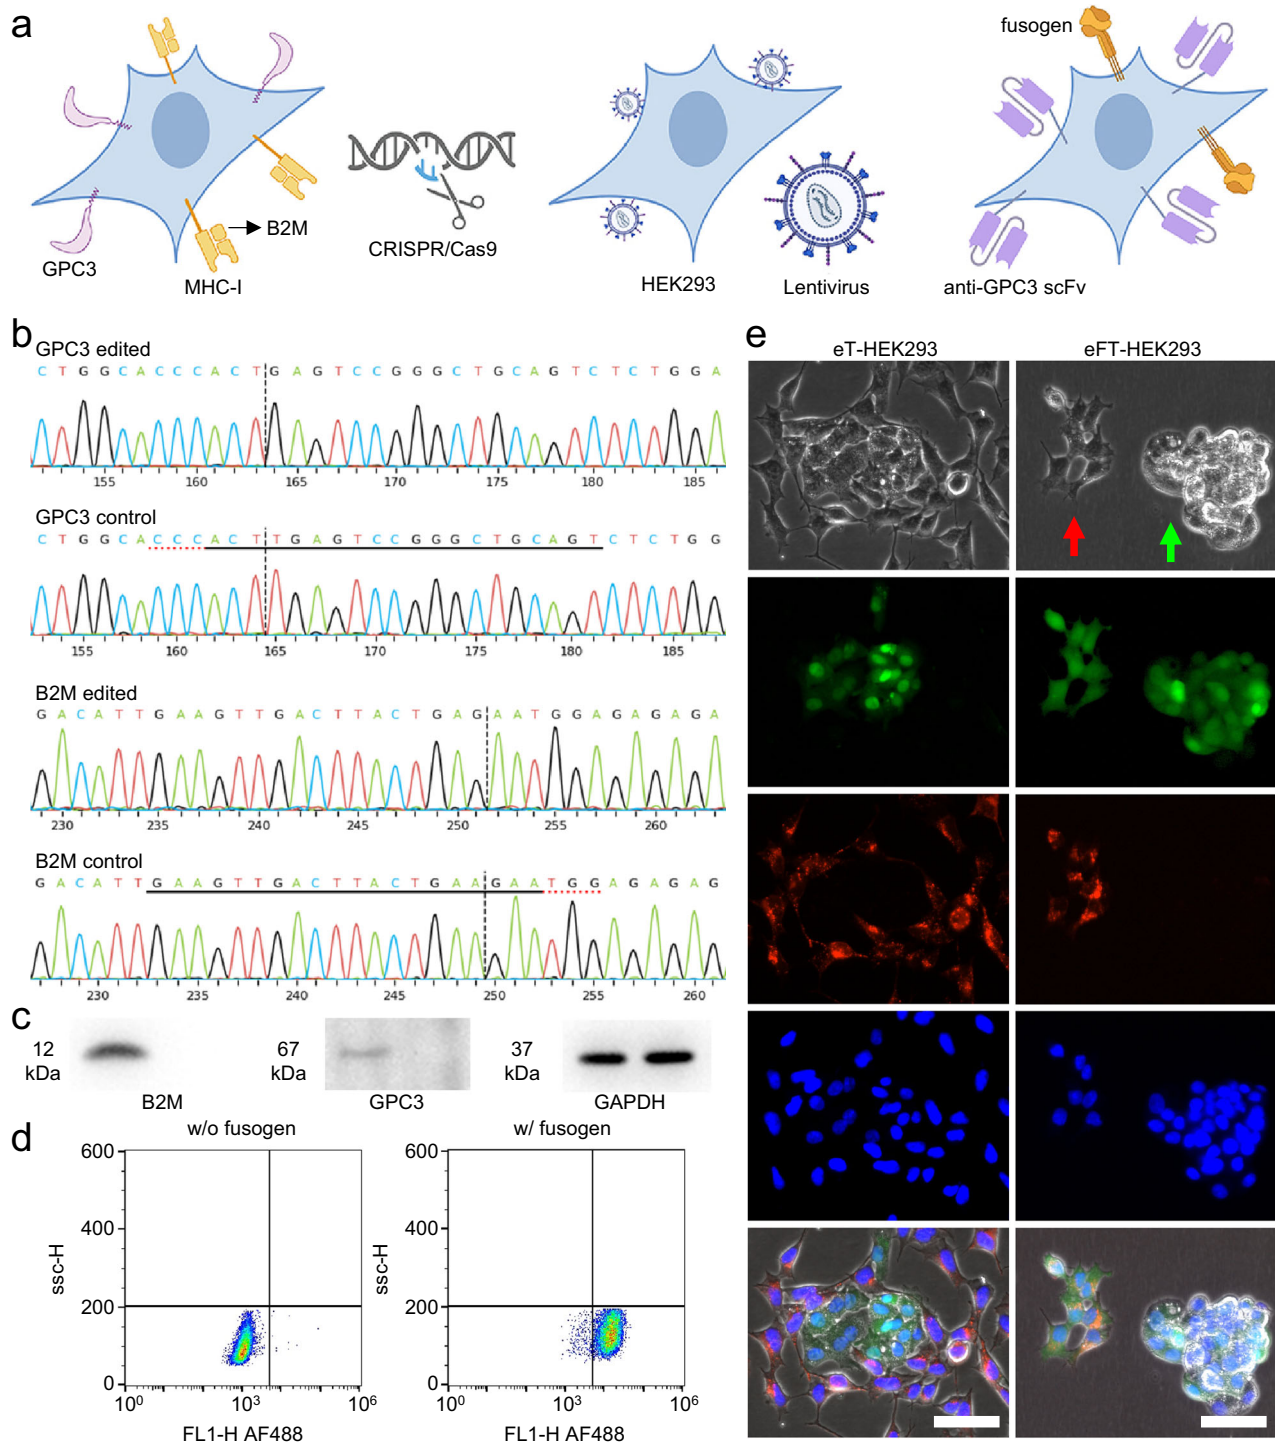 a
fusogen
B2M
CRISPR/Cas9
GPC3
MHC-I
HEK293
Lentivirus
anti-GPC3 scFv
b
GPC3 edited
C T G G C A C C C A C T G A G T C C G G G C T G C A G T C T C T G G A
155 160 165 170 175 180 185
GPC3 control
C T G G C A C C C A C T T G A G T C C G G G C T G C A G T C T C T G G
155 160 165 170 175 180 185
B2M edited
G A C A T T G A A G T T G A C T T A C T G A G A A T G G A G A G A G A
230 235 240 245 250 255 260
B2M control
G A C A T T G A A G T T G A C T T A C T G A A G A A T G G A G A G A G
230 235 240 245 250 255 260
c
12 kDa
B2M
67 kDa
GPC3
37 kDa
GAPDH
d
w/o fusogen
600
400
200
0
ssc-H
10⁰ 10³ 10⁶
FL1-H AF488
w/ fusogen
600
400
200
0
ssc-H
10⁰ 10³ 10⁶
FL1-H AF488
e
eT-HEK293
eFT-HEK293